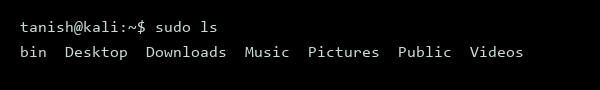 tanish@kali:~$ sudo ls
bin  Desktop  Downloads  Music  Pictures  Public  Videos